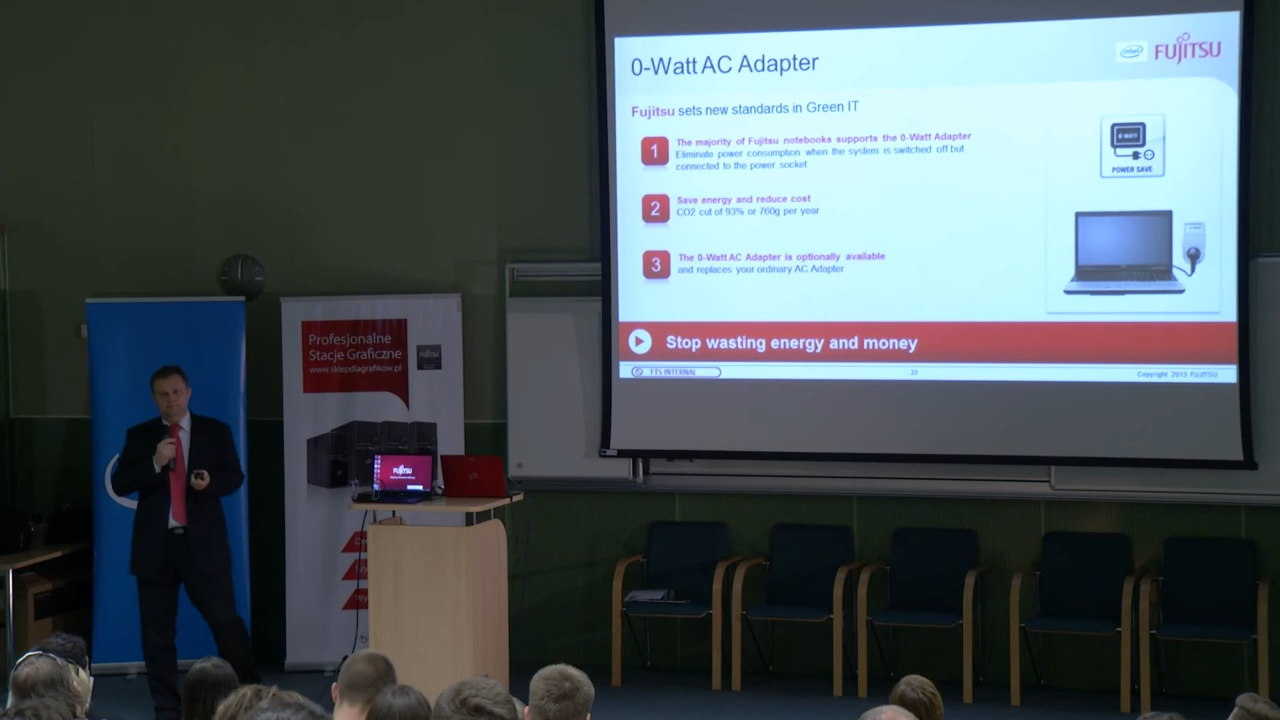 0-Watt AC Adapter
intel
FUJITSU
Fujitsu sets new standards in Green IT
1
The majority of Fujitsu notebooks supports the 0-Watt Adapter
Eliminate power consumption when the system is switched off but
connected to the power socket
2
Save energy and reduce cost
CO2 cut of 93% or 760g per year
3
The 0-Watt AC Adapter is optionally available
and replaces your ordinary AC Adapter
0-WATT
POWER SAVE
Stop wasting energy and money
FTS INTERNAL
33
Copyright 2013 FUJITSU
Profesjonalne
Stacje Graficzne
www.sklepdlagrafikow.pl
FUJITSU
FUJITSU